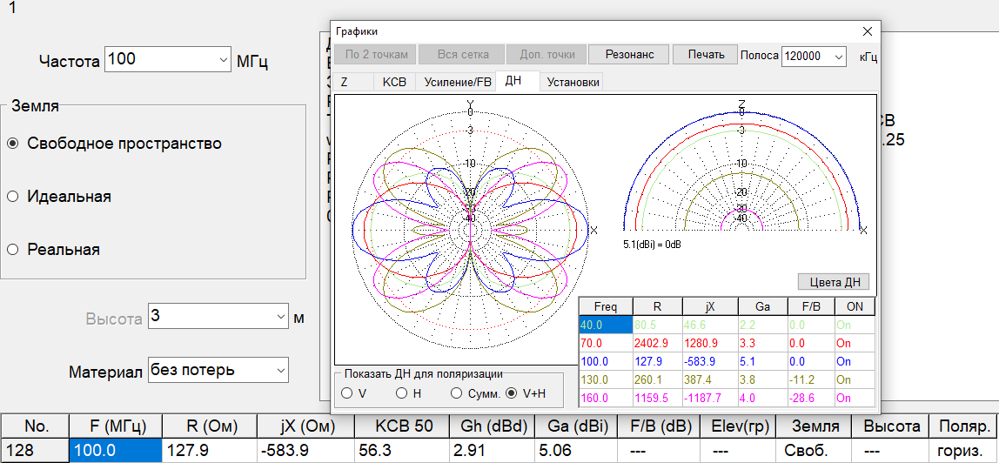 1
Графики
По 2 точкам Вся сетка Доп. точки Резонанс Печать Полоса 120000 кГц
Частота 100 МГц
Z КСВ Усиление/FB ДН Установки
Земля
Свободное пространство
Идеальная
Реальная
Высота 3 м
Материал без потерь
Y
0
-3
-10
-20
-30
-40
X
Z
0
-3
-10
-20
-30
-40
X
5.1(dBi) = 0dB
СВ
.25
Цвета ДН
Freq R jX Ga F/B ON
40.0 80.5 46.6 2.2 0.0 On
70.0 2402.9 1280.9 3.3 0.0 On
100.0 127.9 -583.9 5.1 0.0 On
130.0 260.1 387.4 3.8 -11.2 On
160.0 1159.5 -1187.7 4.0 -28.6 On
Показать ДН для поляризации
V H Сумм. V+H
No. F (МГц) R (Ом) jX (Ом) КСВ 50 Gh (dBd) Ga (dBi) F/B (dB) Elev(гр) Земля Высота Поляр.
128 100.0 127.9 -583.9 56.3 2.91 5.06 --- --- Своб. --- гориз.